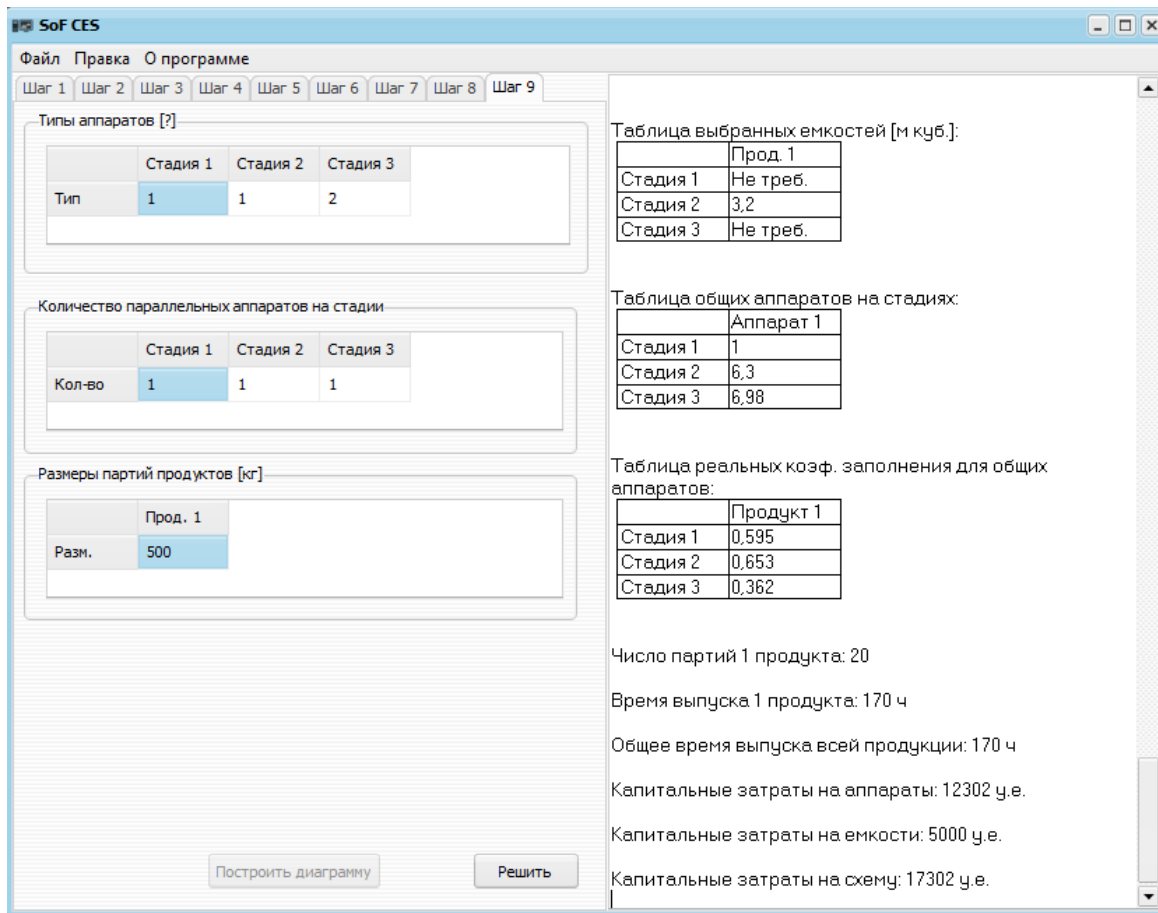 SoF CES
Файл Правка О программе
Шаг 1 Шаг 2 Шаг 3 Шаг 4 Шаг 5 Шаг 6 Шаг 7 Шаг 8 Шаг 9
Типы аппаратов [?]
Стадия 1 Стадия 2 Стадия 3
Тип 1 1 2
Количество параллельных аппаратов на стадии
Стадия 1 Стадия 2 Стадия 3
Кол-во 1 1 1
Размеры партий продуктов [кг]
Прод. 1
Разм. 500
Построить диаграмму Решить
Таблица выбранных емкостей [м куб.]:
Прод. 1
Стадия 1 Не треб.
Стадия 2 3,2
Стадия 3 Не треб.
Таблица общих аппаратов на стадиях:
Аппарат 1
Стадия 1 1
Стадия 2 6,3
Стадия 3 6,98
Таблица реальных коэф. заполнения для общих
аппаратов:
Продукт 1
Стадия 1 0,595
Стадия 2 0,653
Стадия 3 0,362
Число партий 1 продукта: 20
Время выпуска 1 продукта: 170 ч
Общее время выпуска всей продукции: 170 ч
Капитальные затраты на аппараты: 12302 у.е.
Капитальные затраты на емкости: 5000 у.е.
Капитальные затраты на схему: 17302 у.е.